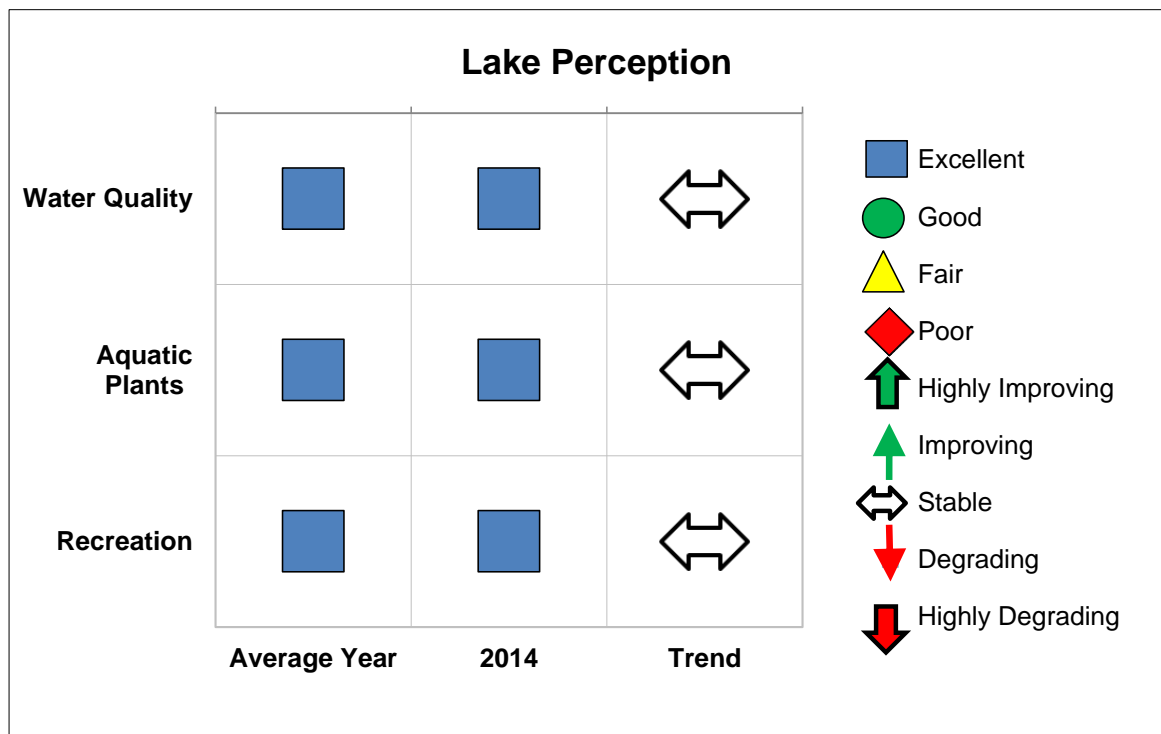 Lake Perception
Water Quality
Aquatic
Plants
Recreation
Average Year
2014
Trend
Excellent
Good
Fair
Poor
Highly Improving
Improving
Stable
Degrading
Highly Degrading